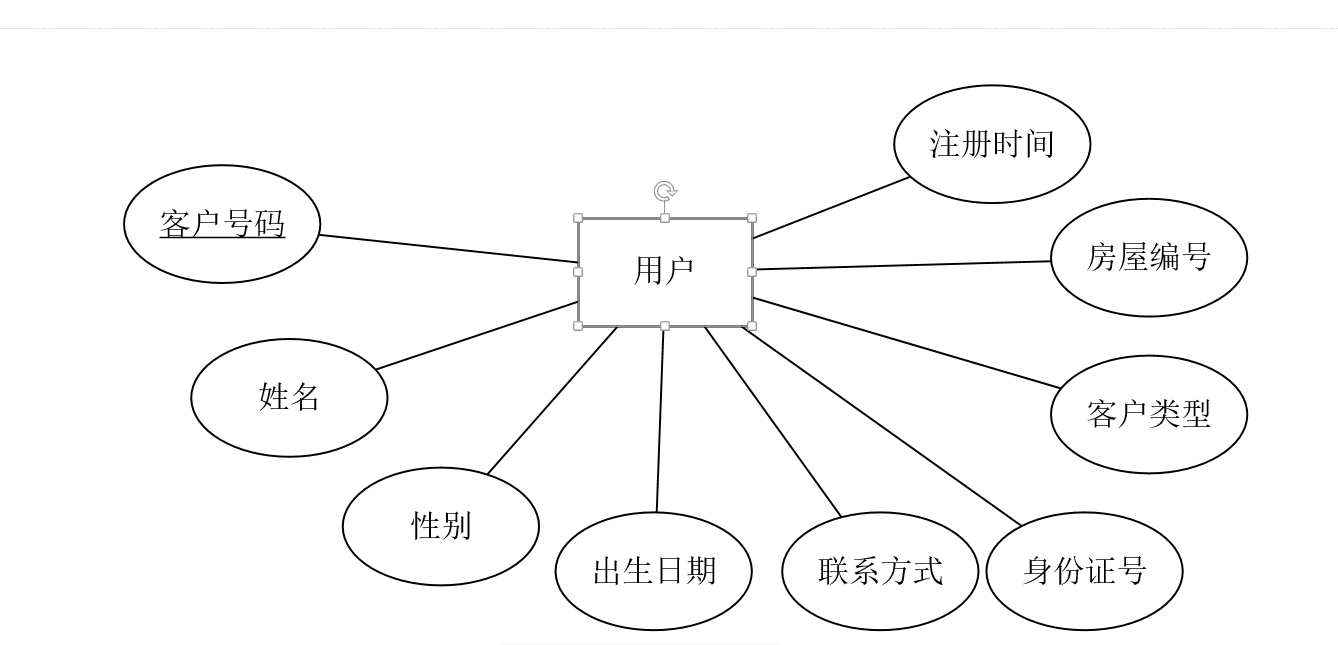 注册时间
客户号码
房屋编号
用户
姓名
客户类型
性别
出生日期
联系方式
身份证号